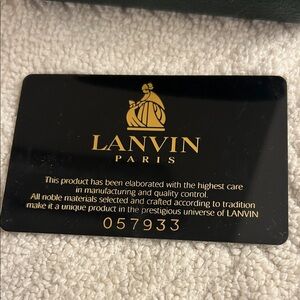 LANVIN
PARIS
This product has been elaborated with the highest care
in manufacturing and quality control.
All noble materials selected and crafted according to tradition
make it a unique product in the prestigious universe of LANVIN
057933